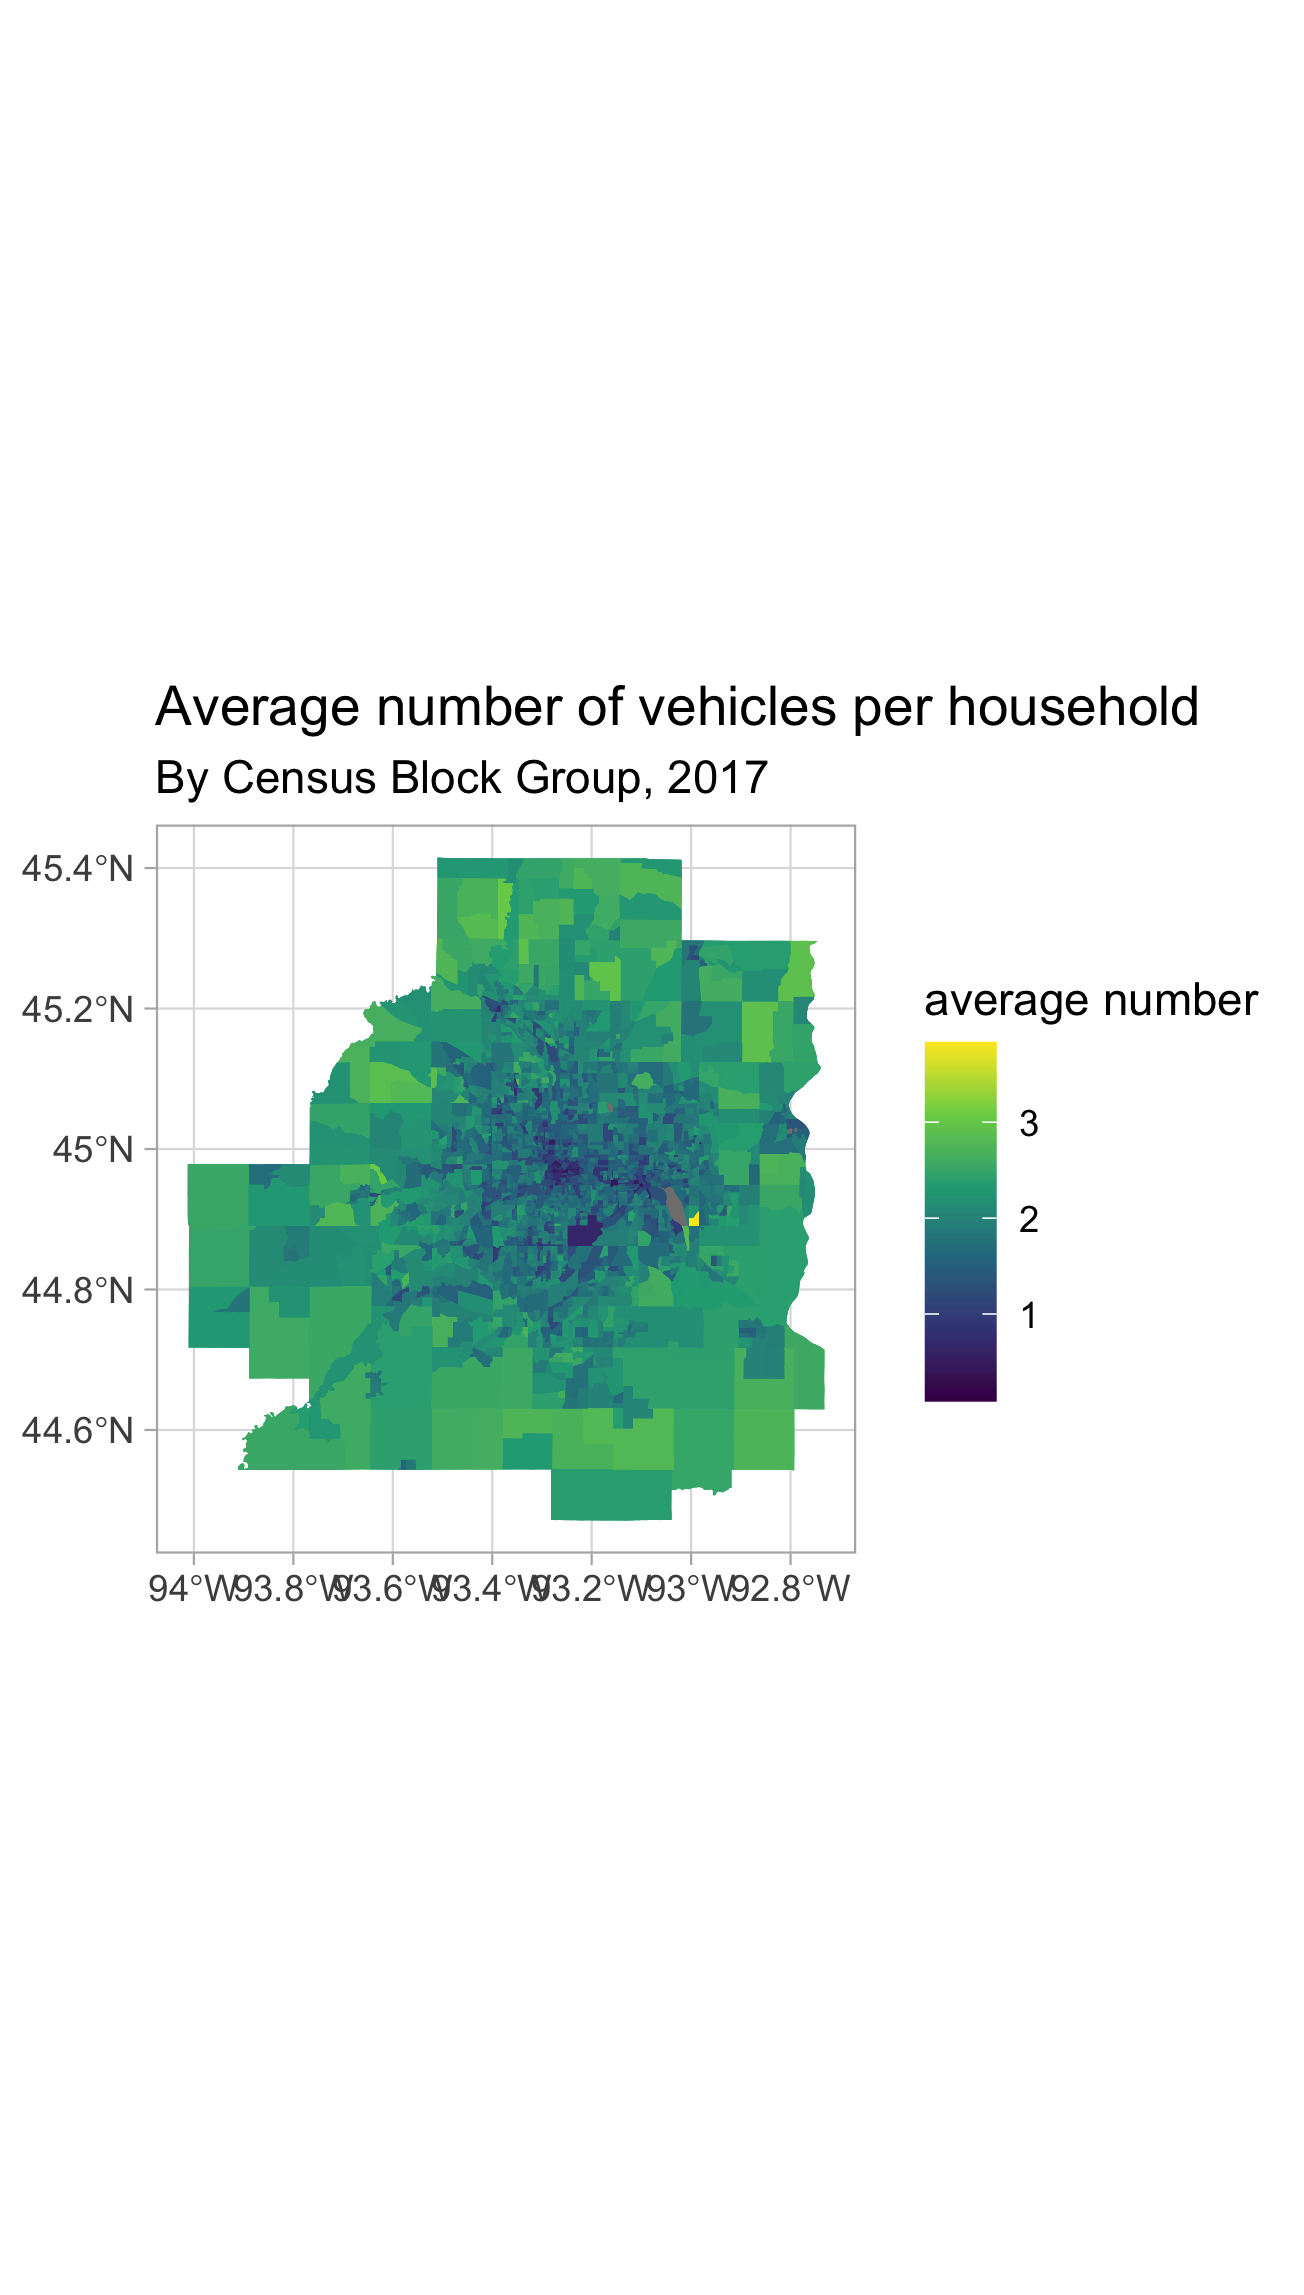 Average number of vehicles per household
By Census Block Group, 2017
45.4°N
45.2°N
45°N
44.8°N
44.6°N
94°W 93.8°W 93.6°W 93.4°W 93.2°W 93°W 92.8°W
average number
3
2
1